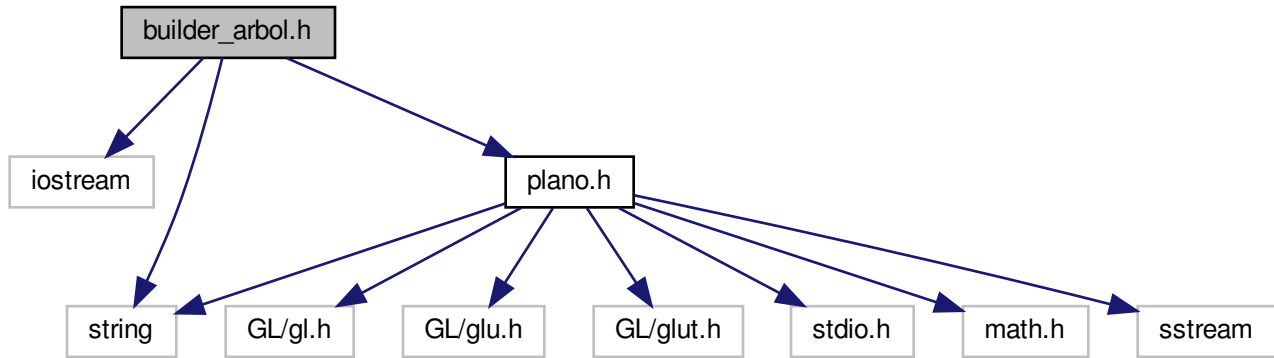 builder_arbol.h
iostream
plano.h
string
GL/gl.h
GL/glu.h
GL/glut.h
stdio.h
math.h
sstream